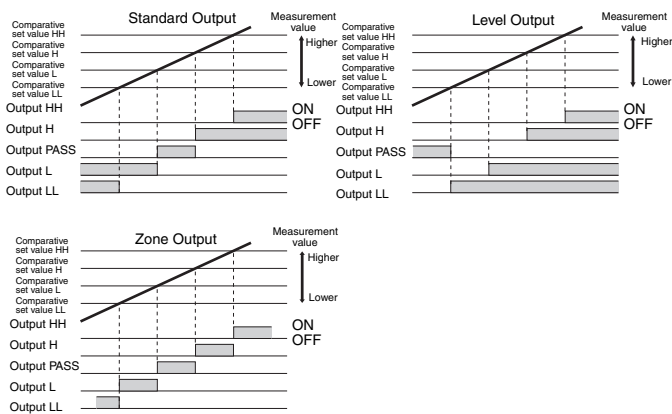 Standard Output
Measurement
value
Comparative
set value HH
Comparative
set value H
Comparative
set value L
Comparative
set value LL
Higher
Lower
Output HH
Output H
Output PASS
Output L
Output LL
ON
OFF
Level Output
Measurement
value
Comparative
set value HH
Comparative
set value H
Comparative
set value L
Comparative
set value LL
Higher
Lower
Output HH
Output H
Output PASS
Output L
Output LL
ON
OFF
Zone Output
Measurement
value
Comparative
set value HH
Comparative
set value H
Comparative
set value L
Comparative
set value LL
Higher
Lower
Output HH
Output H
Output PASS
Output L
Output LL
ON
OFF